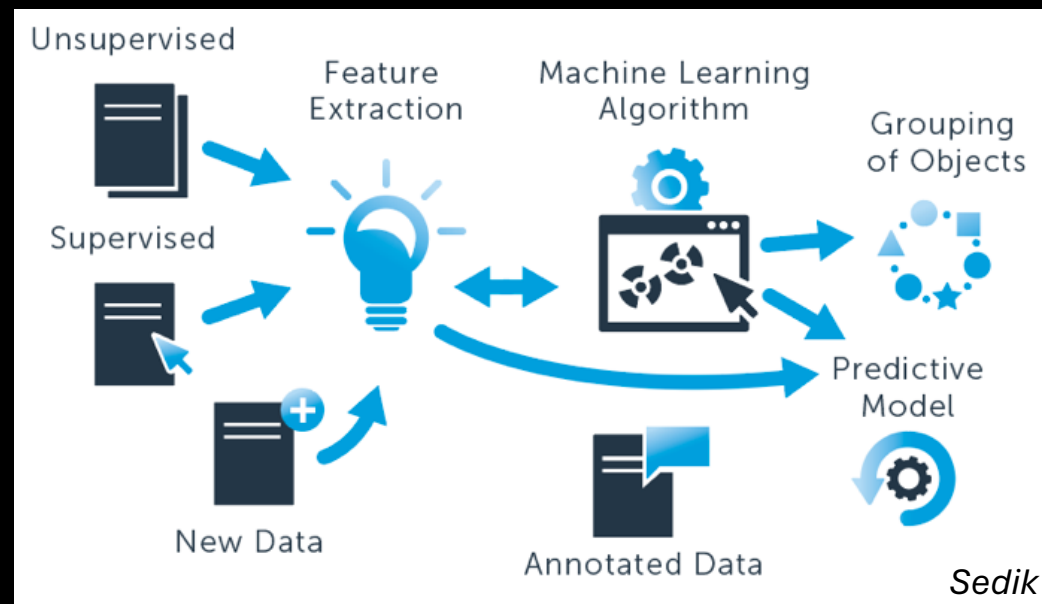 Unsupervised
Feature
Extraction
Machine Learning
Algorithm
Grouping
of Objects
Supervised
Predictive
Model
New Data
Annotated Data
Sedik